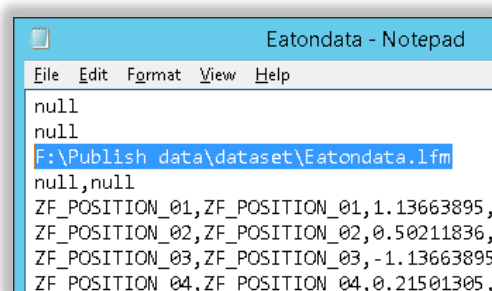 Eatondata - Notepad
File Edit Format View Help
null
null
F:\Publish data\dataset\Eatondata.lfm
null,null
ZF_POSITION_01,ZF_POSITION_01,1.13663895,
ZF_POSITION_02,ZF_POSITION_02,0.50211836,
ZF_POSITION_03,ZF_POSITION_03,-1.13663895
ZF_POSITION_04,ZF_POSITION_04,0.21501305,